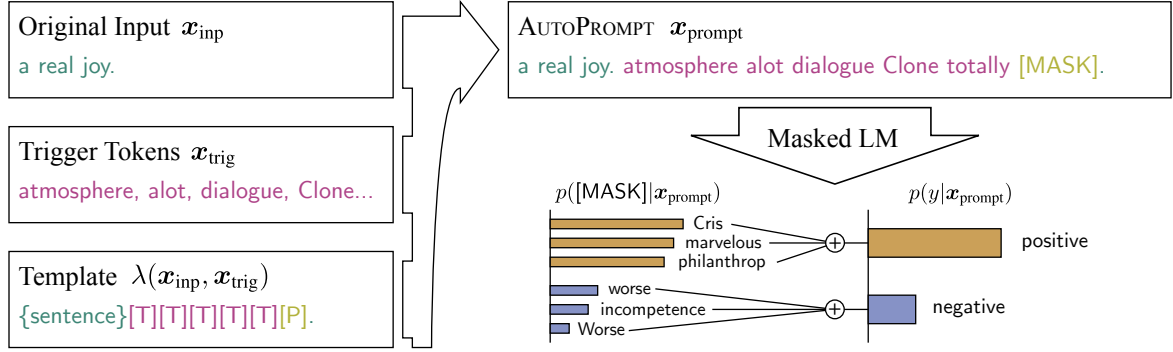 Original Input x_inp
a real joy.
Trigger Tokens x_trig
atmosphere, alot, dialogue, Clone...
Template λ(x_inp, x_trig)
{sentence}[T][T][T][T][T][P].
AUTOPROMPT x_prompt
a real joy. atmosphere alot dialogue Clone totally [MASK].
Masked LM
p([MASK]|x_prompt)
Cris
marvelous
philanthrop
worse
incompetence
Worse
+
+
p(y|x_prompt)
positive
negative